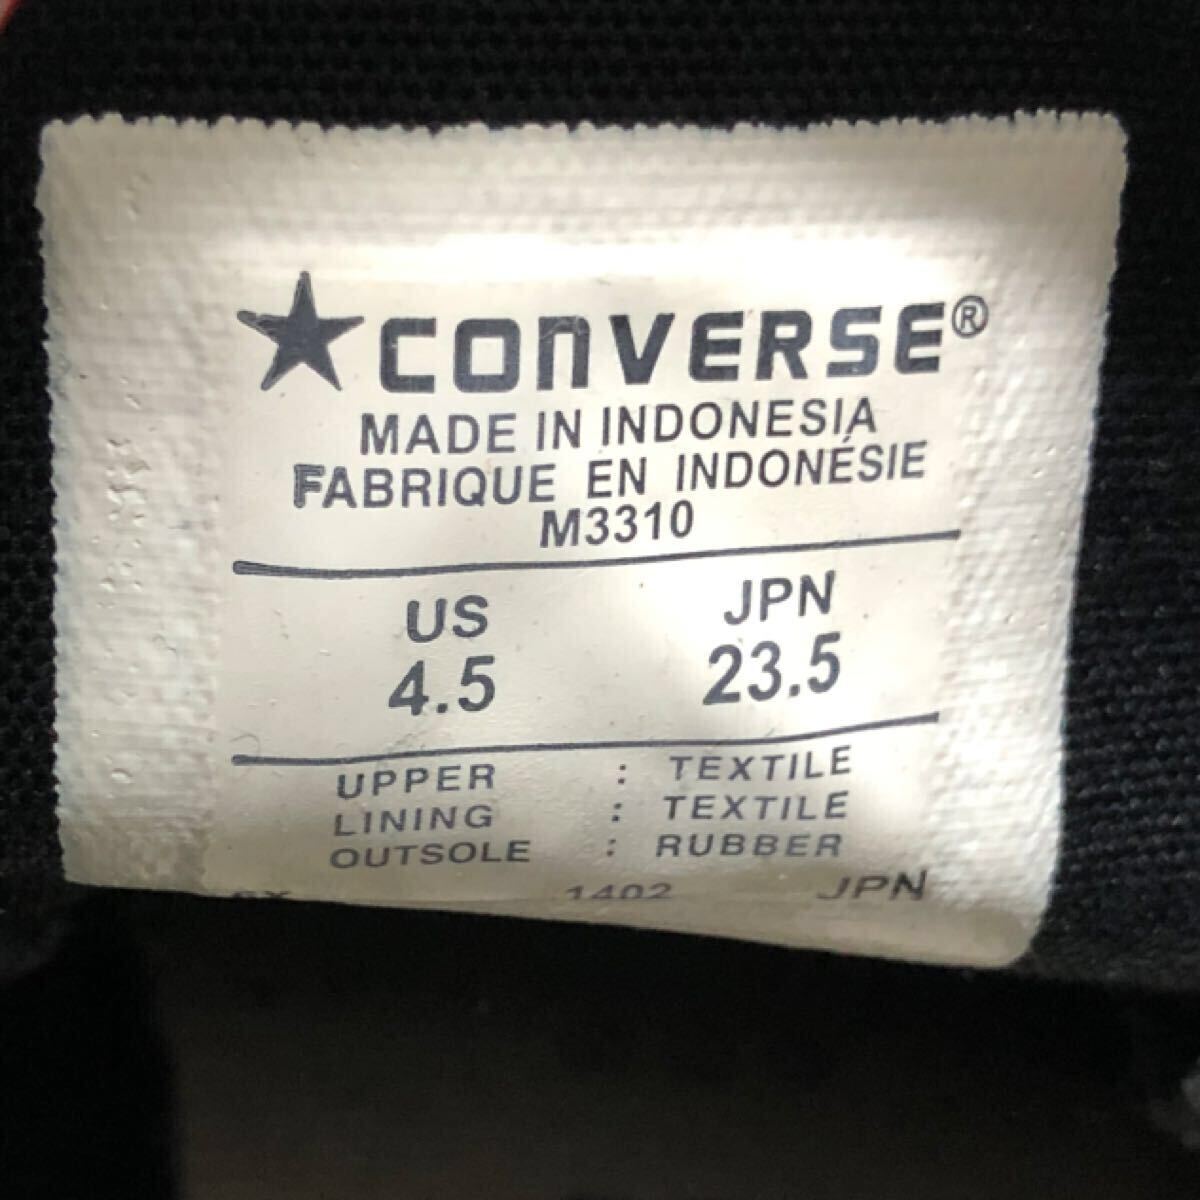 ★CONVERSE®
MADE IN INDONESIA
FABRIQUE EN INDONÉSIE
M3310
US JPN
4.5 23.5
UPPER : TEXTILE
LINING : TEXTILE
OUTSOLE : RUBBER
1402 JPN